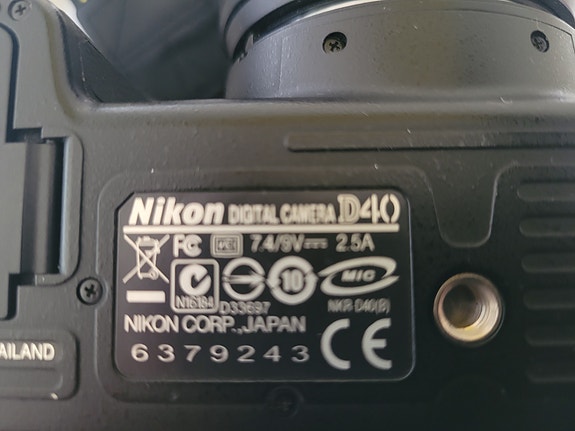 Nikon DIGITAL CAMERA D40
FC 7.4/9V⎓ 2.5A
10 MIC
N16184 D33697 NKR-D40(B)
NIKON CORP., JAPAN
6379243 CE
AILAND